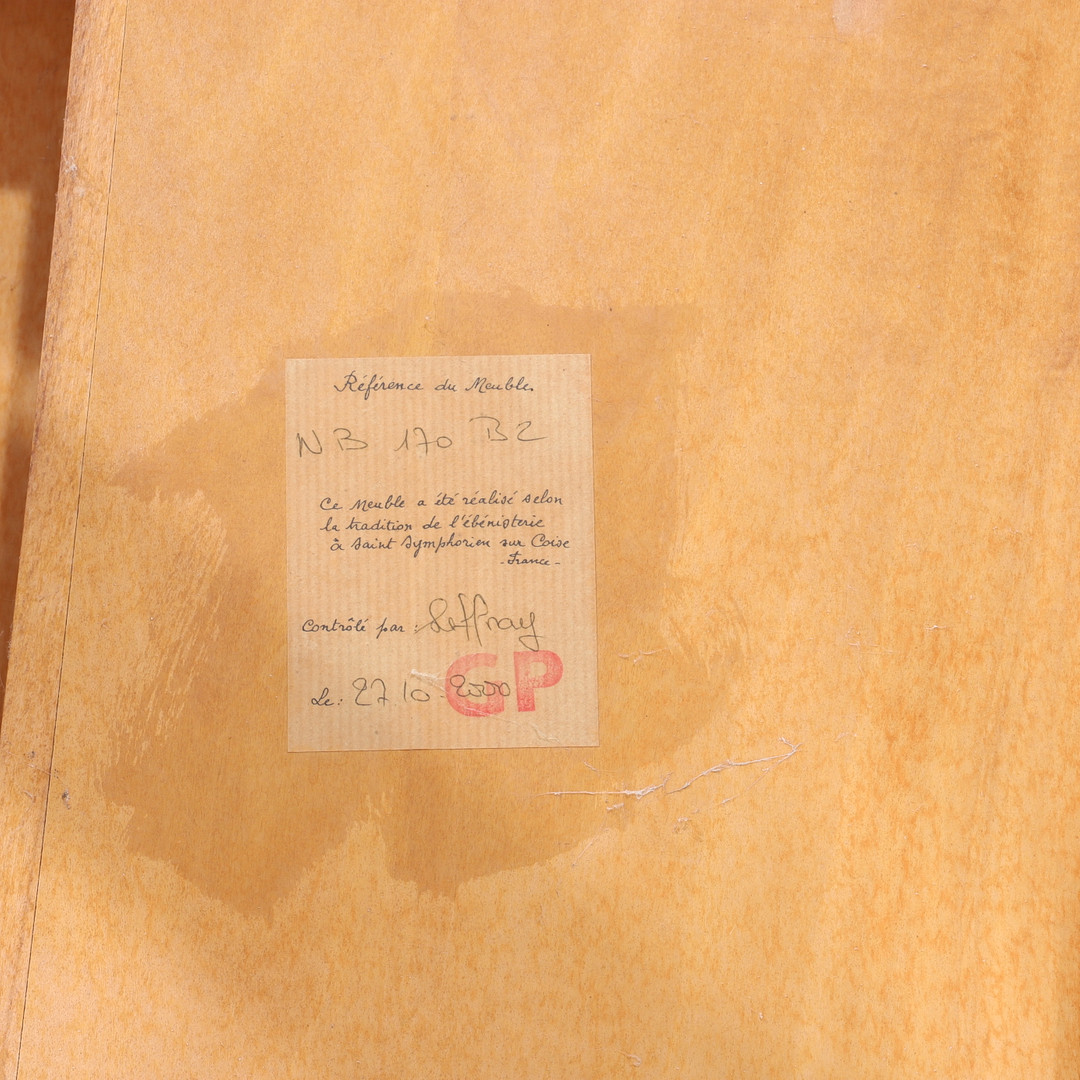 Référence du Meuble
NB 170 B2
Ce Meuble a été réalisé selon
la tradition de l'ébénisterie
à Saint Symphorien sur Coise
- France -
Contrôlé par :
Le : 27 10 - 2000
GP